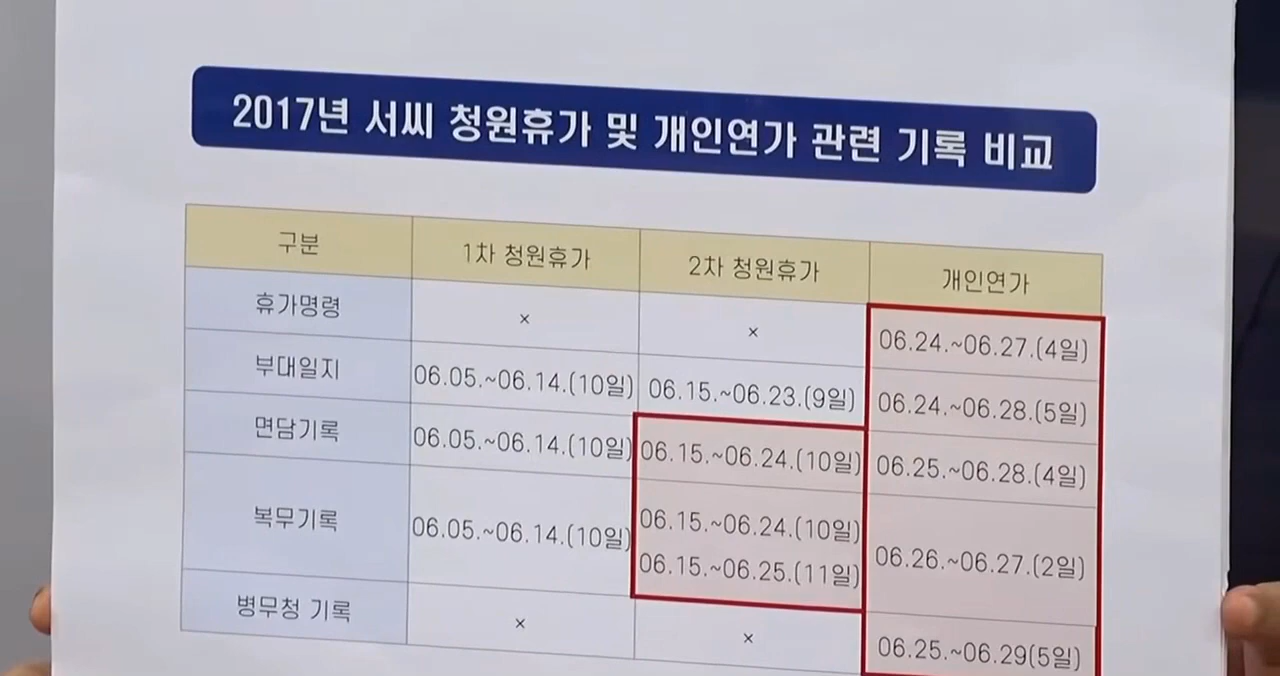 2017년 서씨 청원휴가 및 개인연가 관련 기록 비교
구분 1차 청원휴가 2차 청원휴가 개인연가
휴가명령 × × 06.24.~06.27.(4일)
부대일지 06.05.~06.14.(10일) 06.15.~06.23.(9일) 06.24.~06.28.(5일)
면담기록 06.05.~06.14.(10일) 06.15.~06.24.(10일) 06.25.~06.28.(4일)
복무기록 06.05.~06.14.(10일) 06.15.~06.24.(10일) 06.26.~06.27.(2일)
06.15.~06.25.(11일)
병무청 기록 × × 06.25.~06.29(5일)